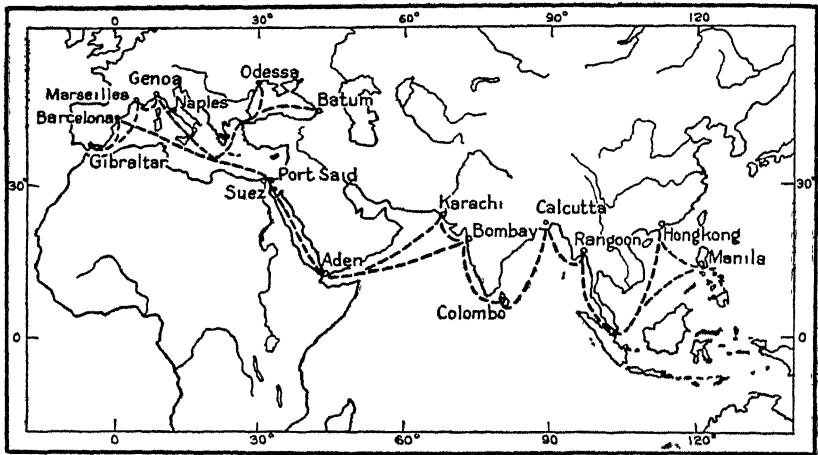 0 30° 60° 90° 120°
Odessa
Genoa
Marseilles
Naples
Batum
Barcelona
Gibraltar
30° 30°
Port Said
Suez
Karachi
Calcutta
Bombay
Rangoon
Hongkong
Aden
Manila
Colombo
0 0
0 30° 60° 90 120°